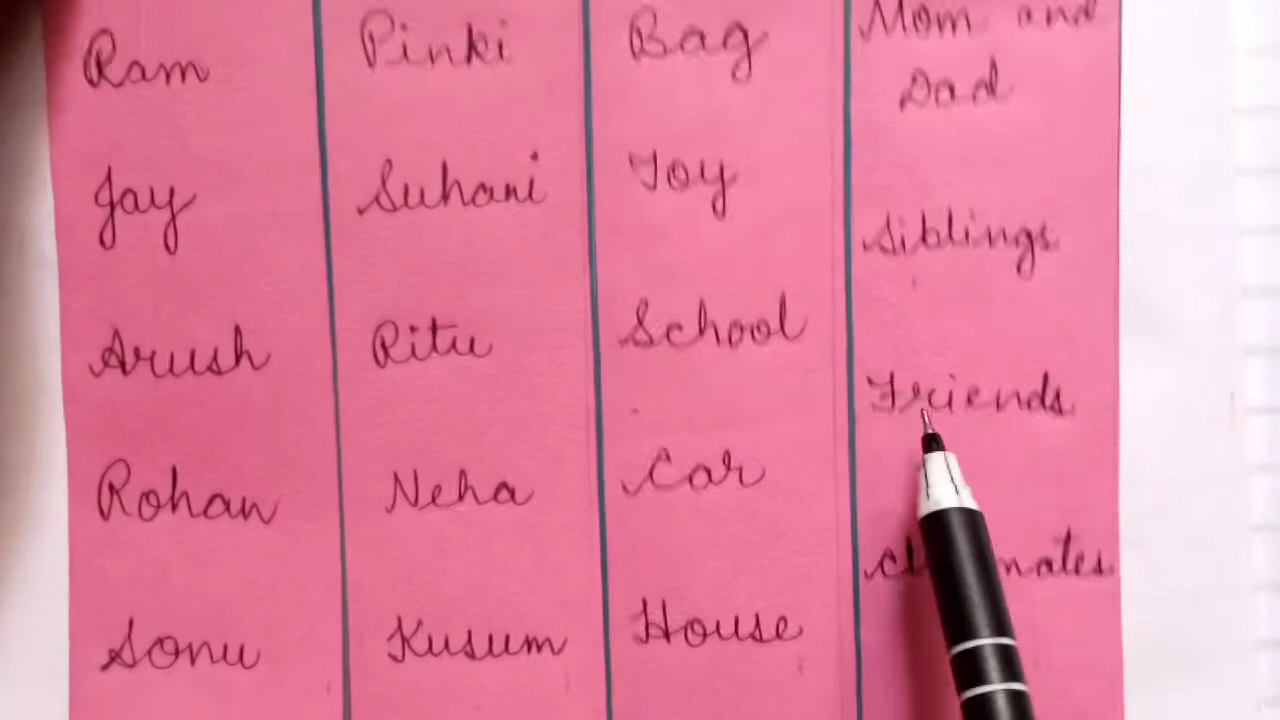 Ram
Jay
Arush
Rohan
Sonu
Pinki
Suhani
Ritu
Neha
Kusum
Bag
Toy
School
Car
House
Mom and
Dad
Siblings
Friends